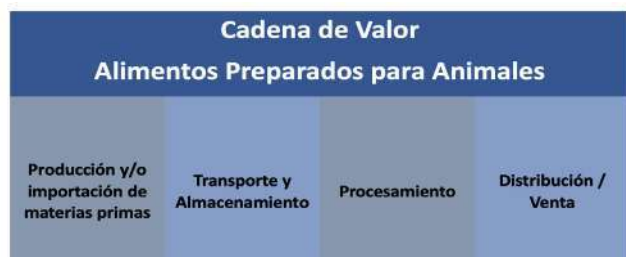 Cadena de Valor
Alimentos Preparados para Animales
Producción y/o
importación de
materias primas
Transporte y
Almacenamiento
Procesamiento
Distribución /
Venta